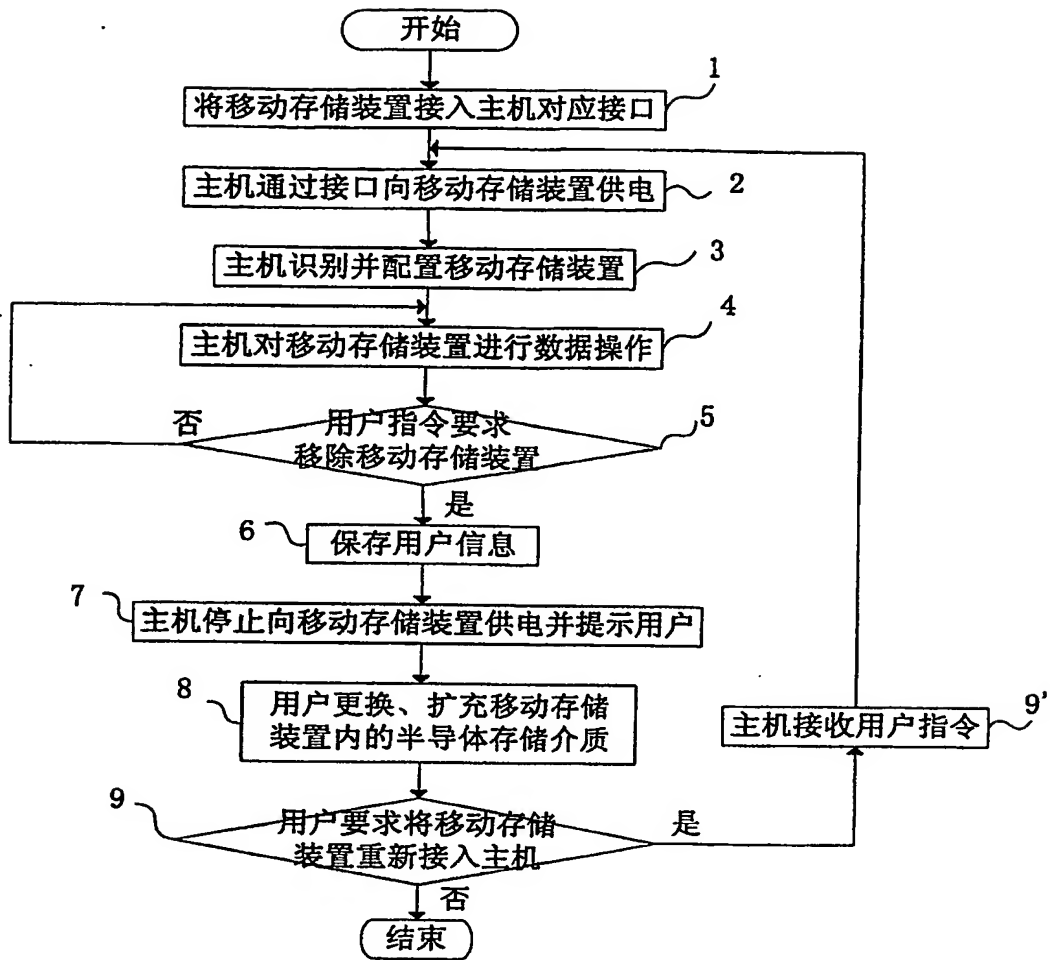 开始
1
将移动存储装置接入主机对应接口
主机通过接口向移动存储装置供电
2
主机识别并配置移动存储装置
3
4
主机对移动存储装置进行数据操作
否
用户指令要求
移除移动存储装置
5
是
6
保存用户信息
7
主机停止向移动存储装置供电并提示用户
8
用户更换、扩充移动存储
装置内的半导体存储介质
主机接收用户指令
9'
9
用户要求将移动存储
装置重新接入主机
是
否
结束